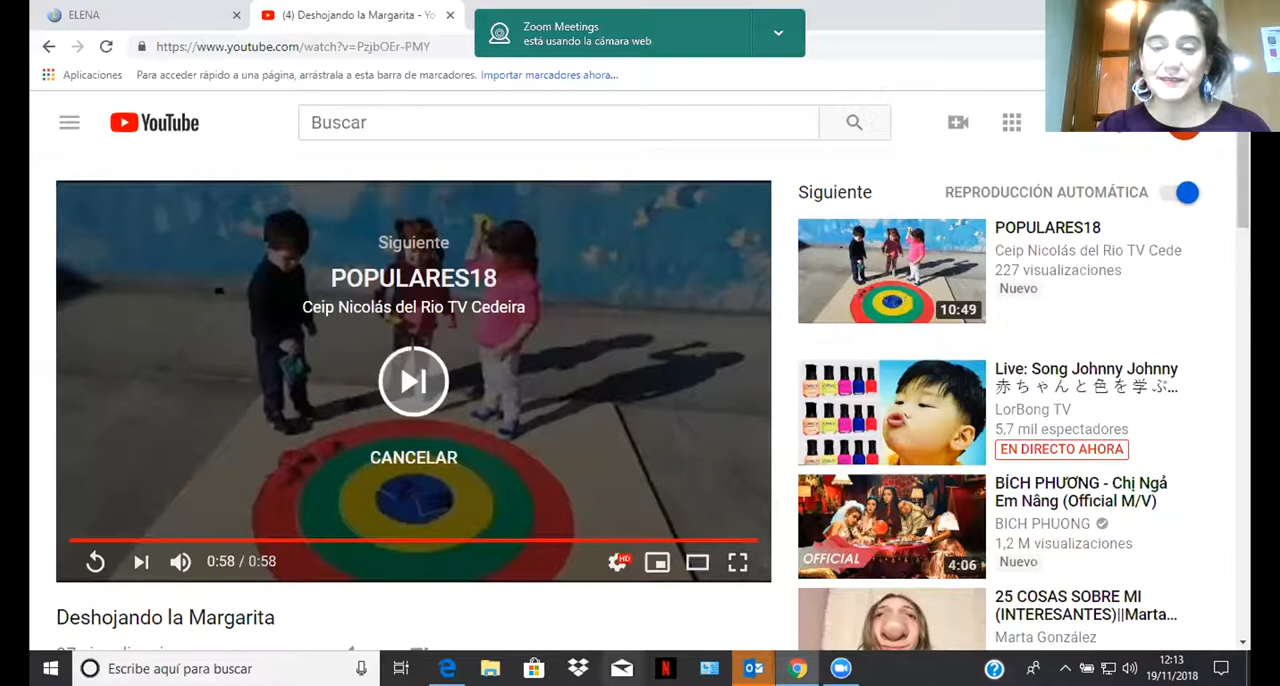 ELENA
(4) Deshojando la Margarita - Yo
Zoom Meetings
está usando la cámara web
https://www.youtube.com/watch?v=PzjbOEr-PMY
Aplicaciones
Para acceder rápido a una página, arrástrala a esta barra de marcadores.
Importar marcadores ahora...
YouTube
Buscar
Siguiente
POPULARES18
Ceip Nicolás del Rio TV Cedeira
CANCELAR
0:58 / 0:58
HD
Deshojando la Margarita
Siguiente
REPRODUCCIÓN AUTOMÁTICA
10:49
POPULARES18
Ceip Nicolás del Rio TV Cede
227 visualizaciones
Nuevo
Live: Song Johnny Johnny
赤ちゃんと色を学ぶ...
LorBong TV
5,7 mil espectadores
EN DIRECTO AHORA
OFFICIAL
4:06
BÍCH PHƯƠNG - Chị Ngả
Em Nâng (Official M/V)
BICH PHUONG
1,2 M visualizaciones
Nuevo
25 COSAS SOBRE MI
(INTERESANTES)||Marta...
Marta González
Escribe aquí para buscar
12:13
19/11/2018